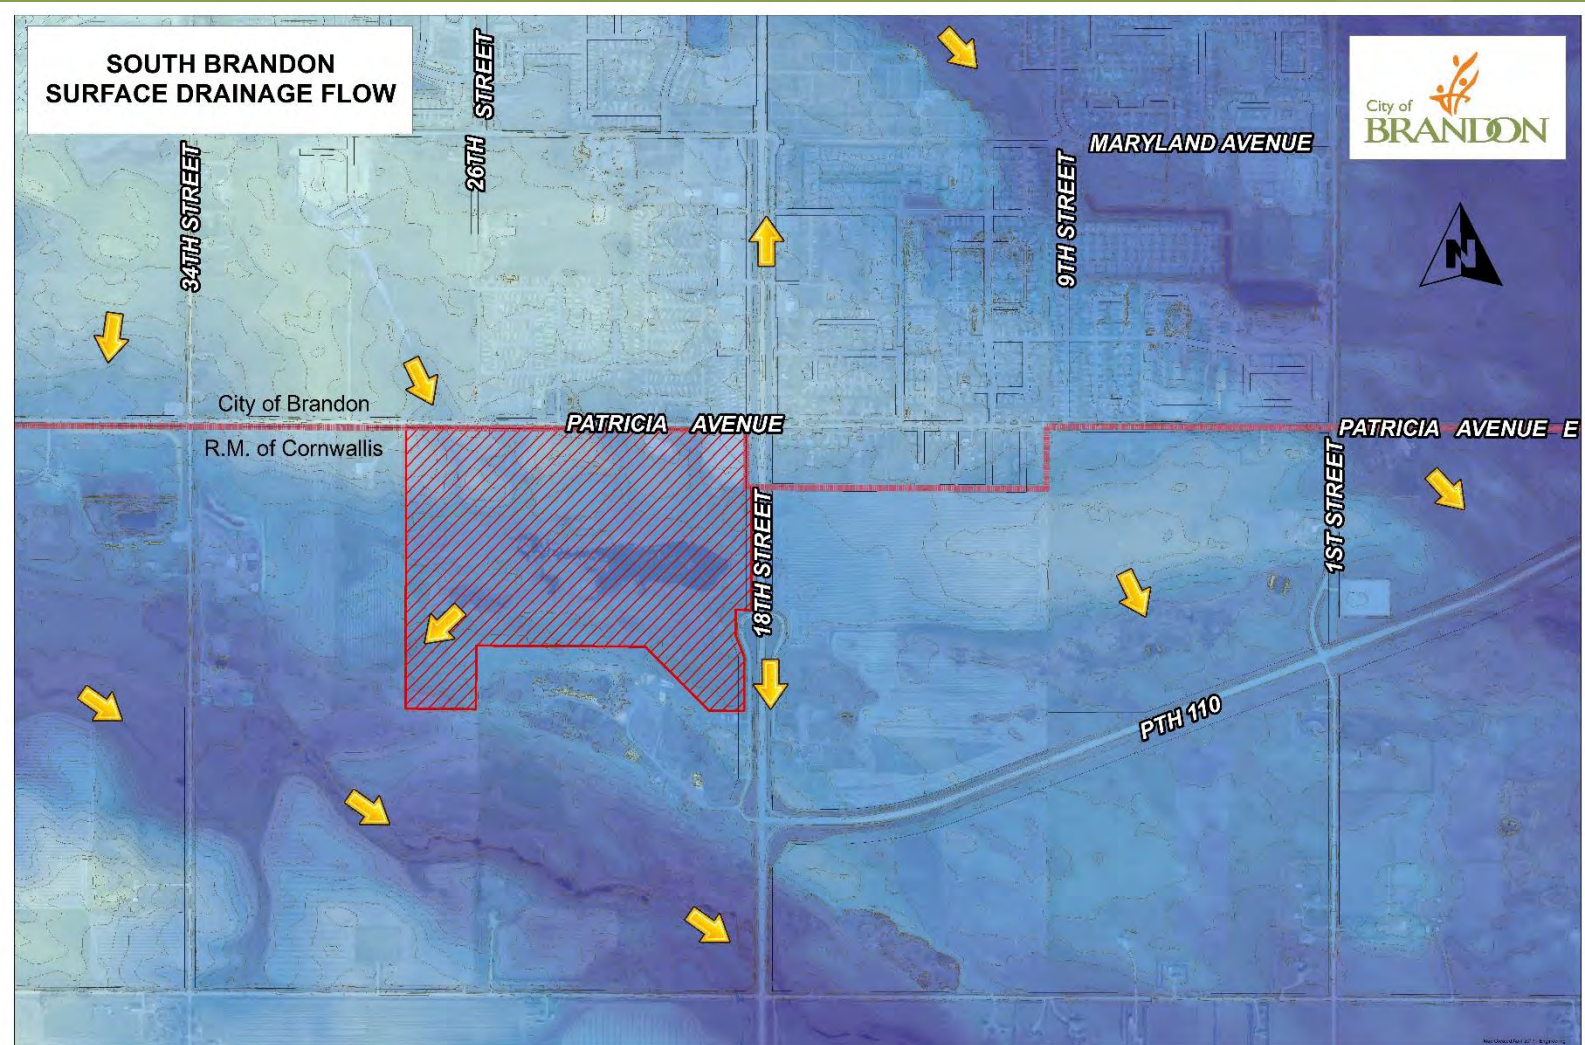 SOUTH BRANDON
SURFACE DRAINAGE FLOW
26TH STREET
34TH STREET
City of
BRANDON
MARYLAND AVENUE
9TH STREET
N
City of Brandon
R.M. of Cornwallis
PATRICIA AVENUE
PATRICIA AVENUE E
18TH STREET
1ST STREET
PTH 110